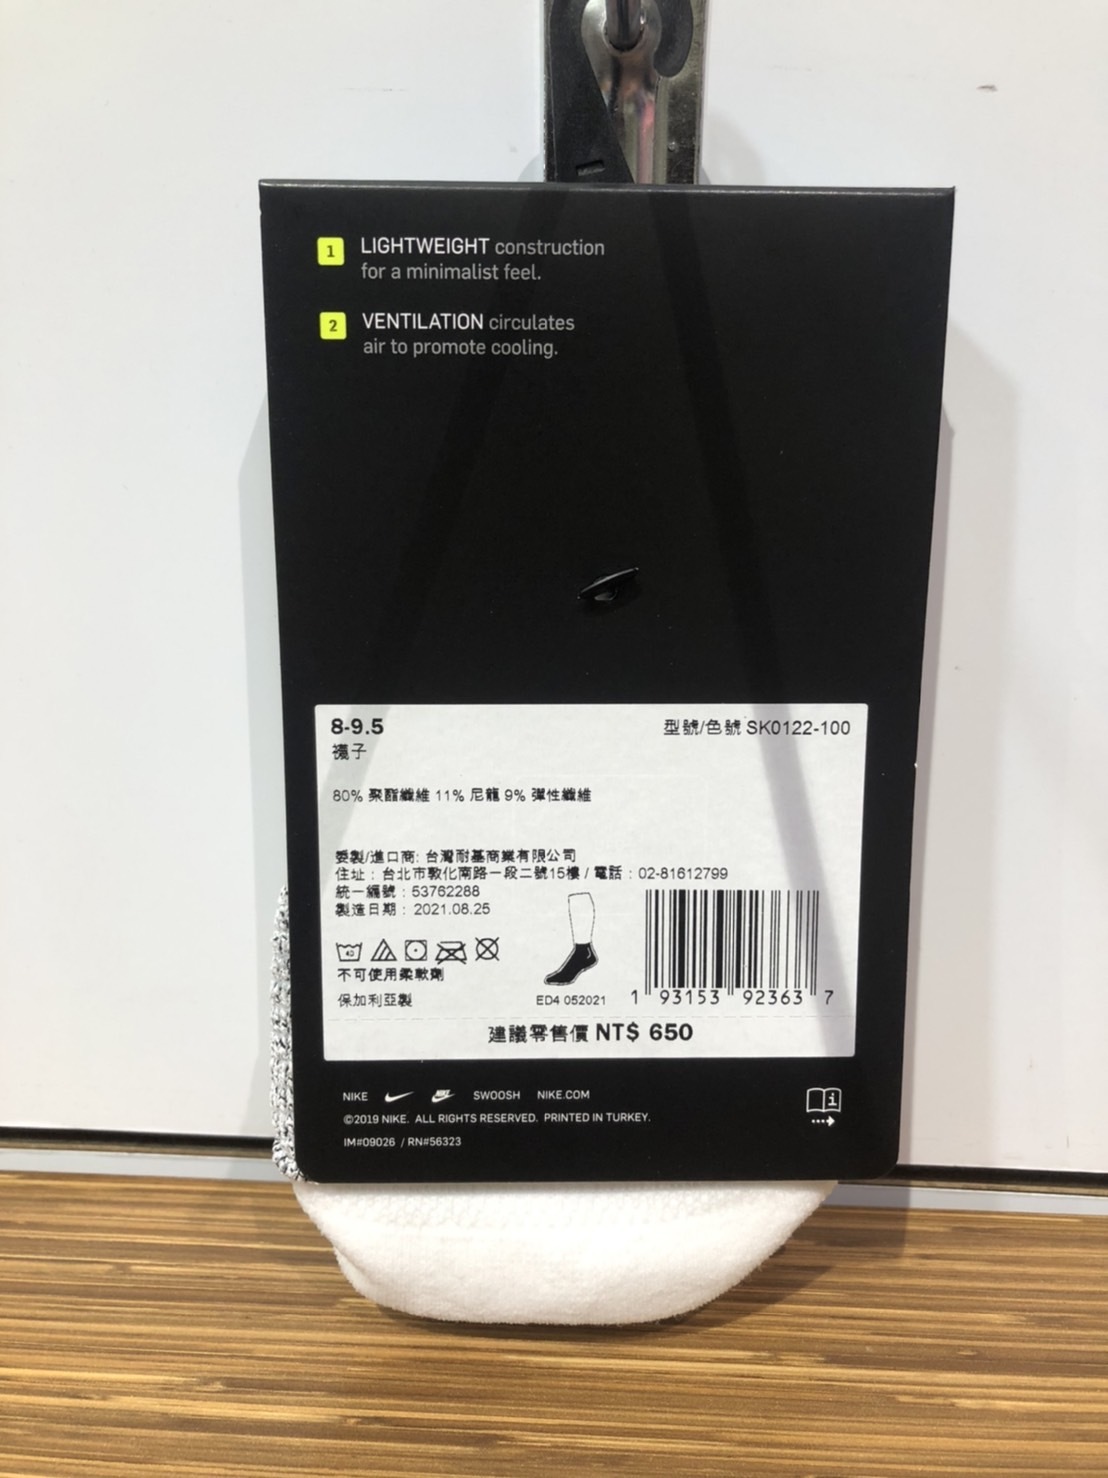 1 LIGHTWEIGHT construction
for a minimalist feel.
2 VENTILATION circulates
air to promote cooling.
8-9.5
型號/色號 SK0122-100
襪子
80% 聚酯纖維 11% 尼龍 9% 彈性纖維
委製/進口商: 台灣耐基商業有限公司
住址: 台北市敦化南路一段二號15樓 / 電話: 02-81612799
統一編號: 53762288
製造日期: 2021.08.25
40
不可使用柔軟劑
保加利亞製
ED4 052021
1 93153 92363 7
建議零售價 NT$ 650
NIKE SWOOSH NIKE.COM
©2019 NIKE. ALL RIGHTS RESERVED. PRINTED IN TURKEY.
IM#09026 / RN#56323